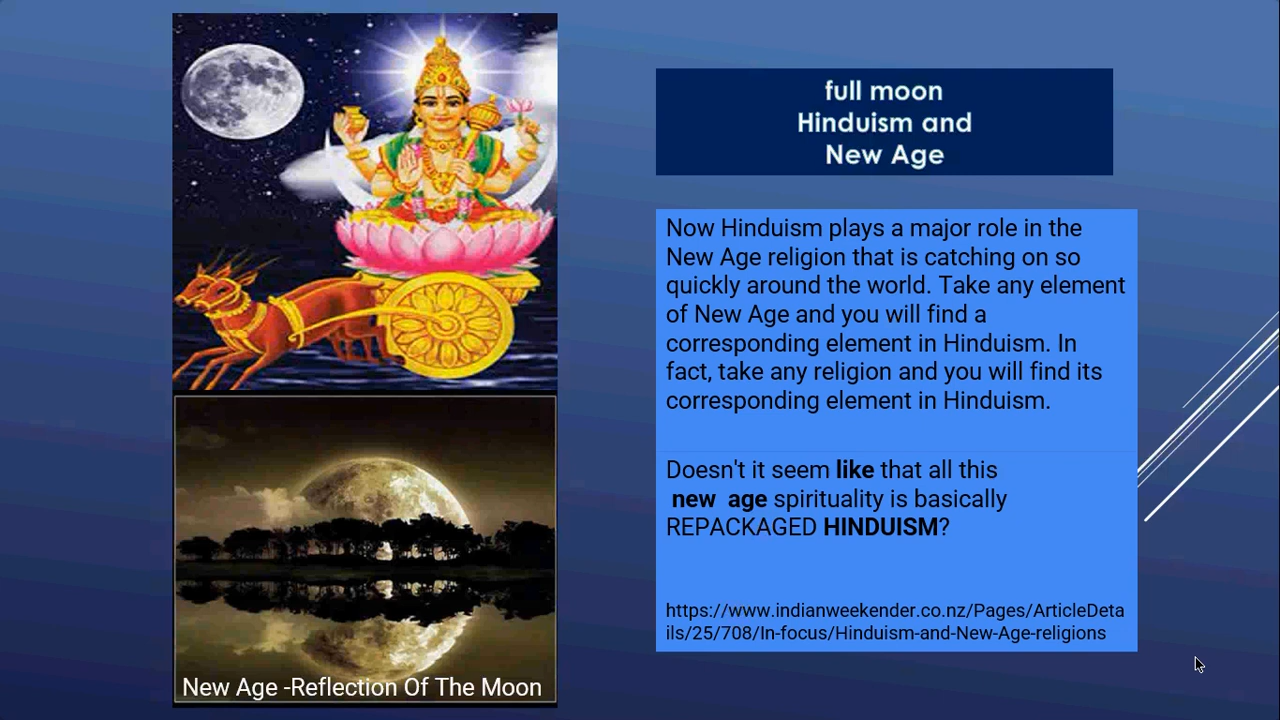 full moon
Hinduism and
New Age
Now Hinduism plays a major role in the
New Age religion that is catching on so
quickly around the world. Take any element
of New Age and you will find a
corresponding element in Hinduism. In
fact, take any religion and you will find its
corresponding element in Hinduism.
Doesn't it seem like that all this
new age spirituality is basically
REPACKAGED HINDUISM?
https://www.indianweekender.co.nz/Pages/ArticleDeta
ils/25/708/In-focus/Hinduism-and-New-Age-religions
New Age -Reflection Of The Moon